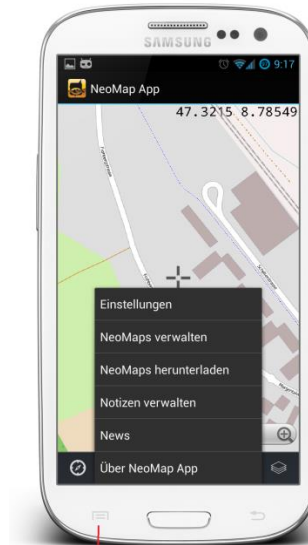 SAMSUNG
9:17
NeoMap App
47.3215 8.78549
Einstellungen
NeoMaps verwalten
NeoMaps herunterladen
Notizen verwalten
News
Über NeoMap App